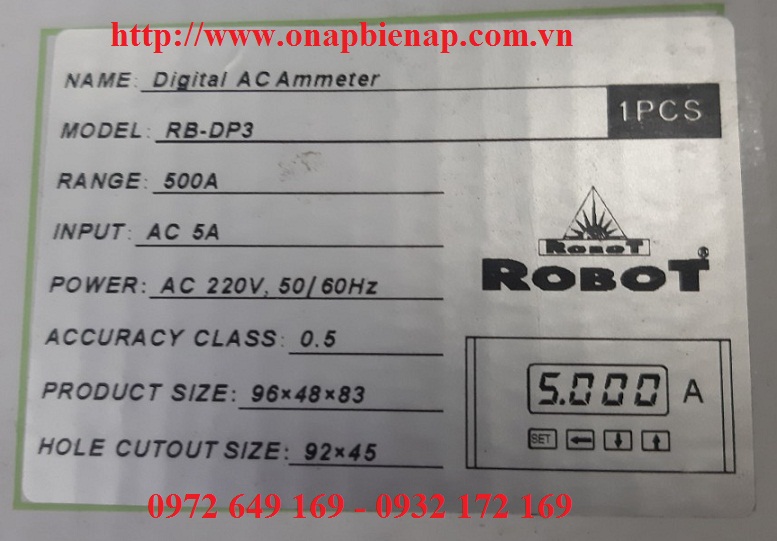 http://www.onapbienap.com.vn
NAME: Digital AC Ammeter
1PCS
MODEL: RB-DP3
RANGE: 500A
INPUT: AC 5A
POWER: AC 220V, 50/60Hz
ROBOT
ROBOT®
ACCURACY CLASS: 0.5
PRODUCT SIZE: 96×48×83
5.000 A
SET
HOLE CUTOUT SIZE: 92×45
0972 649 169 - 0932 172 169